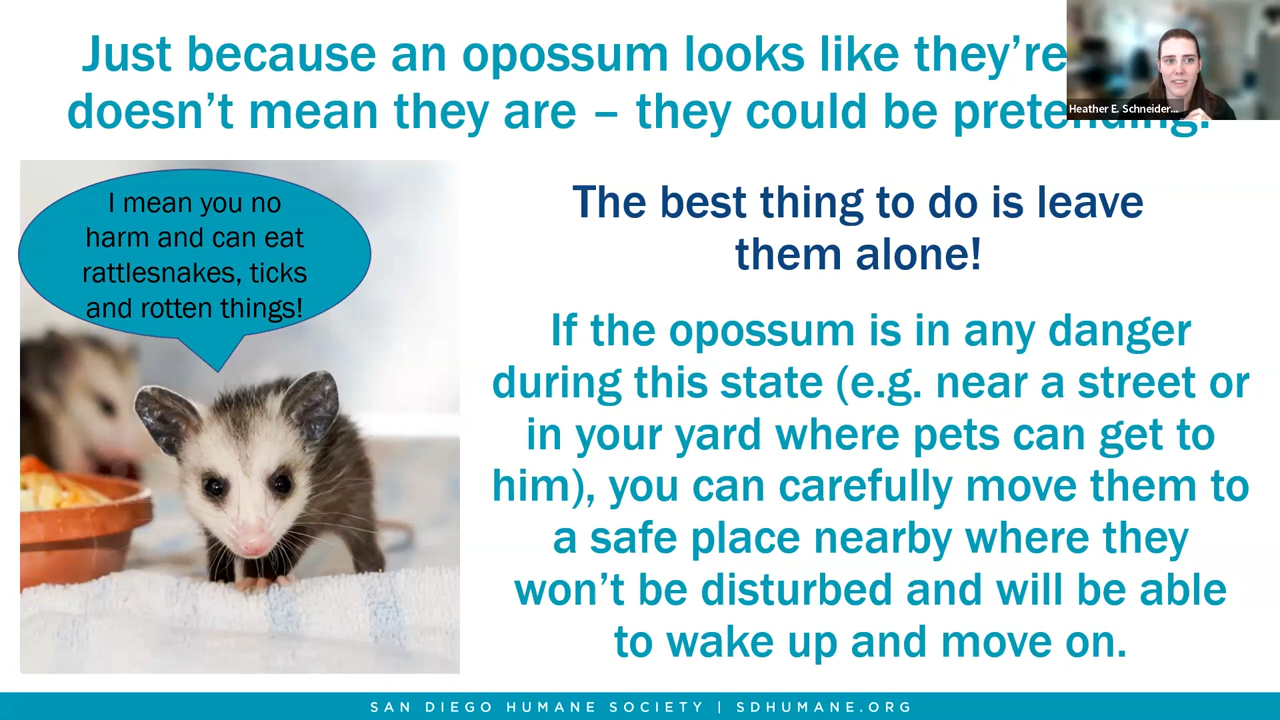 Just because an opossum looks like they're
doesn't mean they are – they could be pretending.
Heather E. Schneider...
I mean you no
harm and can eat
rattlesnakes, ticks
and rotten things!
The best thing to do is leave
them alone!
If the opossum is in any danger
during this state (e.g. near a street or
in your yard where pets can get to
him), you can carefully move them to
a safe place nearby where they
won't be disturbed and will be able
to wake up and move on.
SAN DIEGO HUMANE SOCIETY | SDHUMANE.ORG